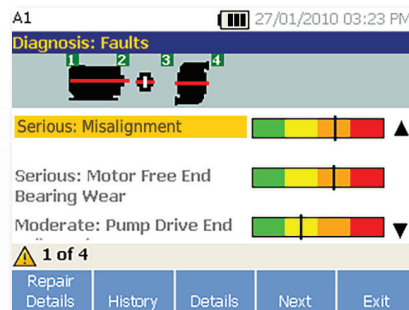 A1 27/01/2010 03:23 PM
Diagnosis: Faults
1 2 3 4
Serious: Misalignment
Serious: Motor Free End
Bearing Wear
Moderate: Pump Drive End
1 of 4
Repair
Details History Details Next Exit